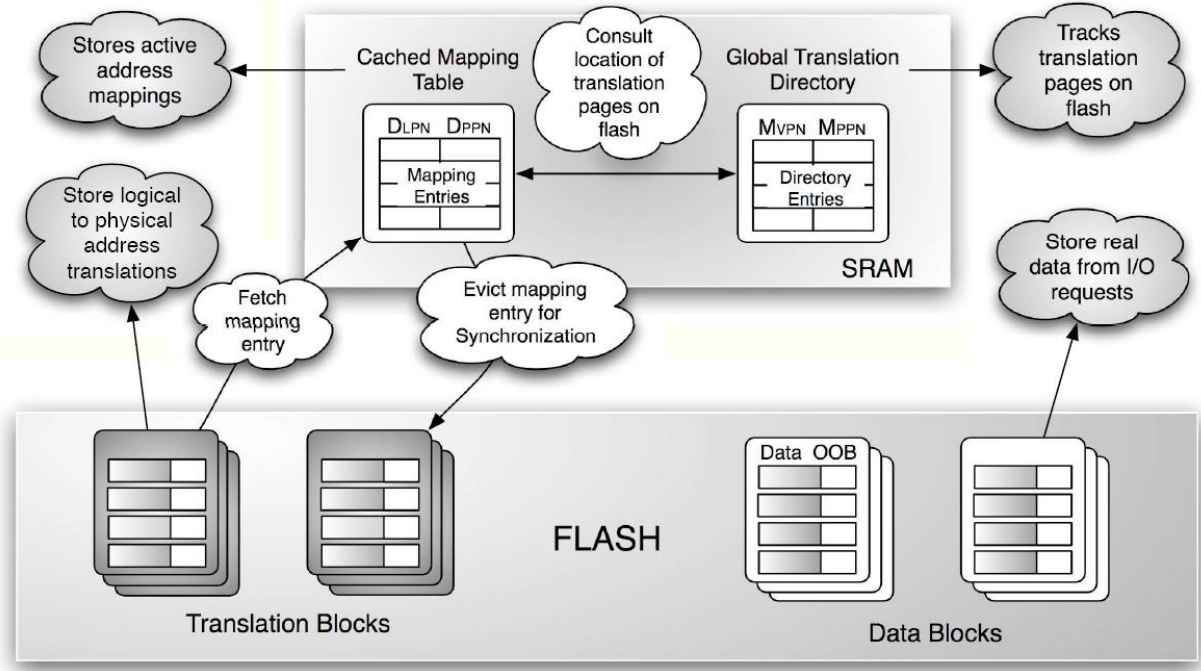 Stores active
address
mappings
Cached Mapping
Table
Consult
location of
translation
pages on
flash
Global Translation
Directory
Tracks
translation
pages on
flash
DLPN DPPN
Mapping
Entries
MVPN MPPN
Directory
Entries
SRAM
Store logical
to physical
address
translations
Fetch
mapping
entry
Evict mapping
entry for
Synchronization
Store real
data from I/O
requests
Data OOB
FLASH
Translation Blocks
Data Blocks